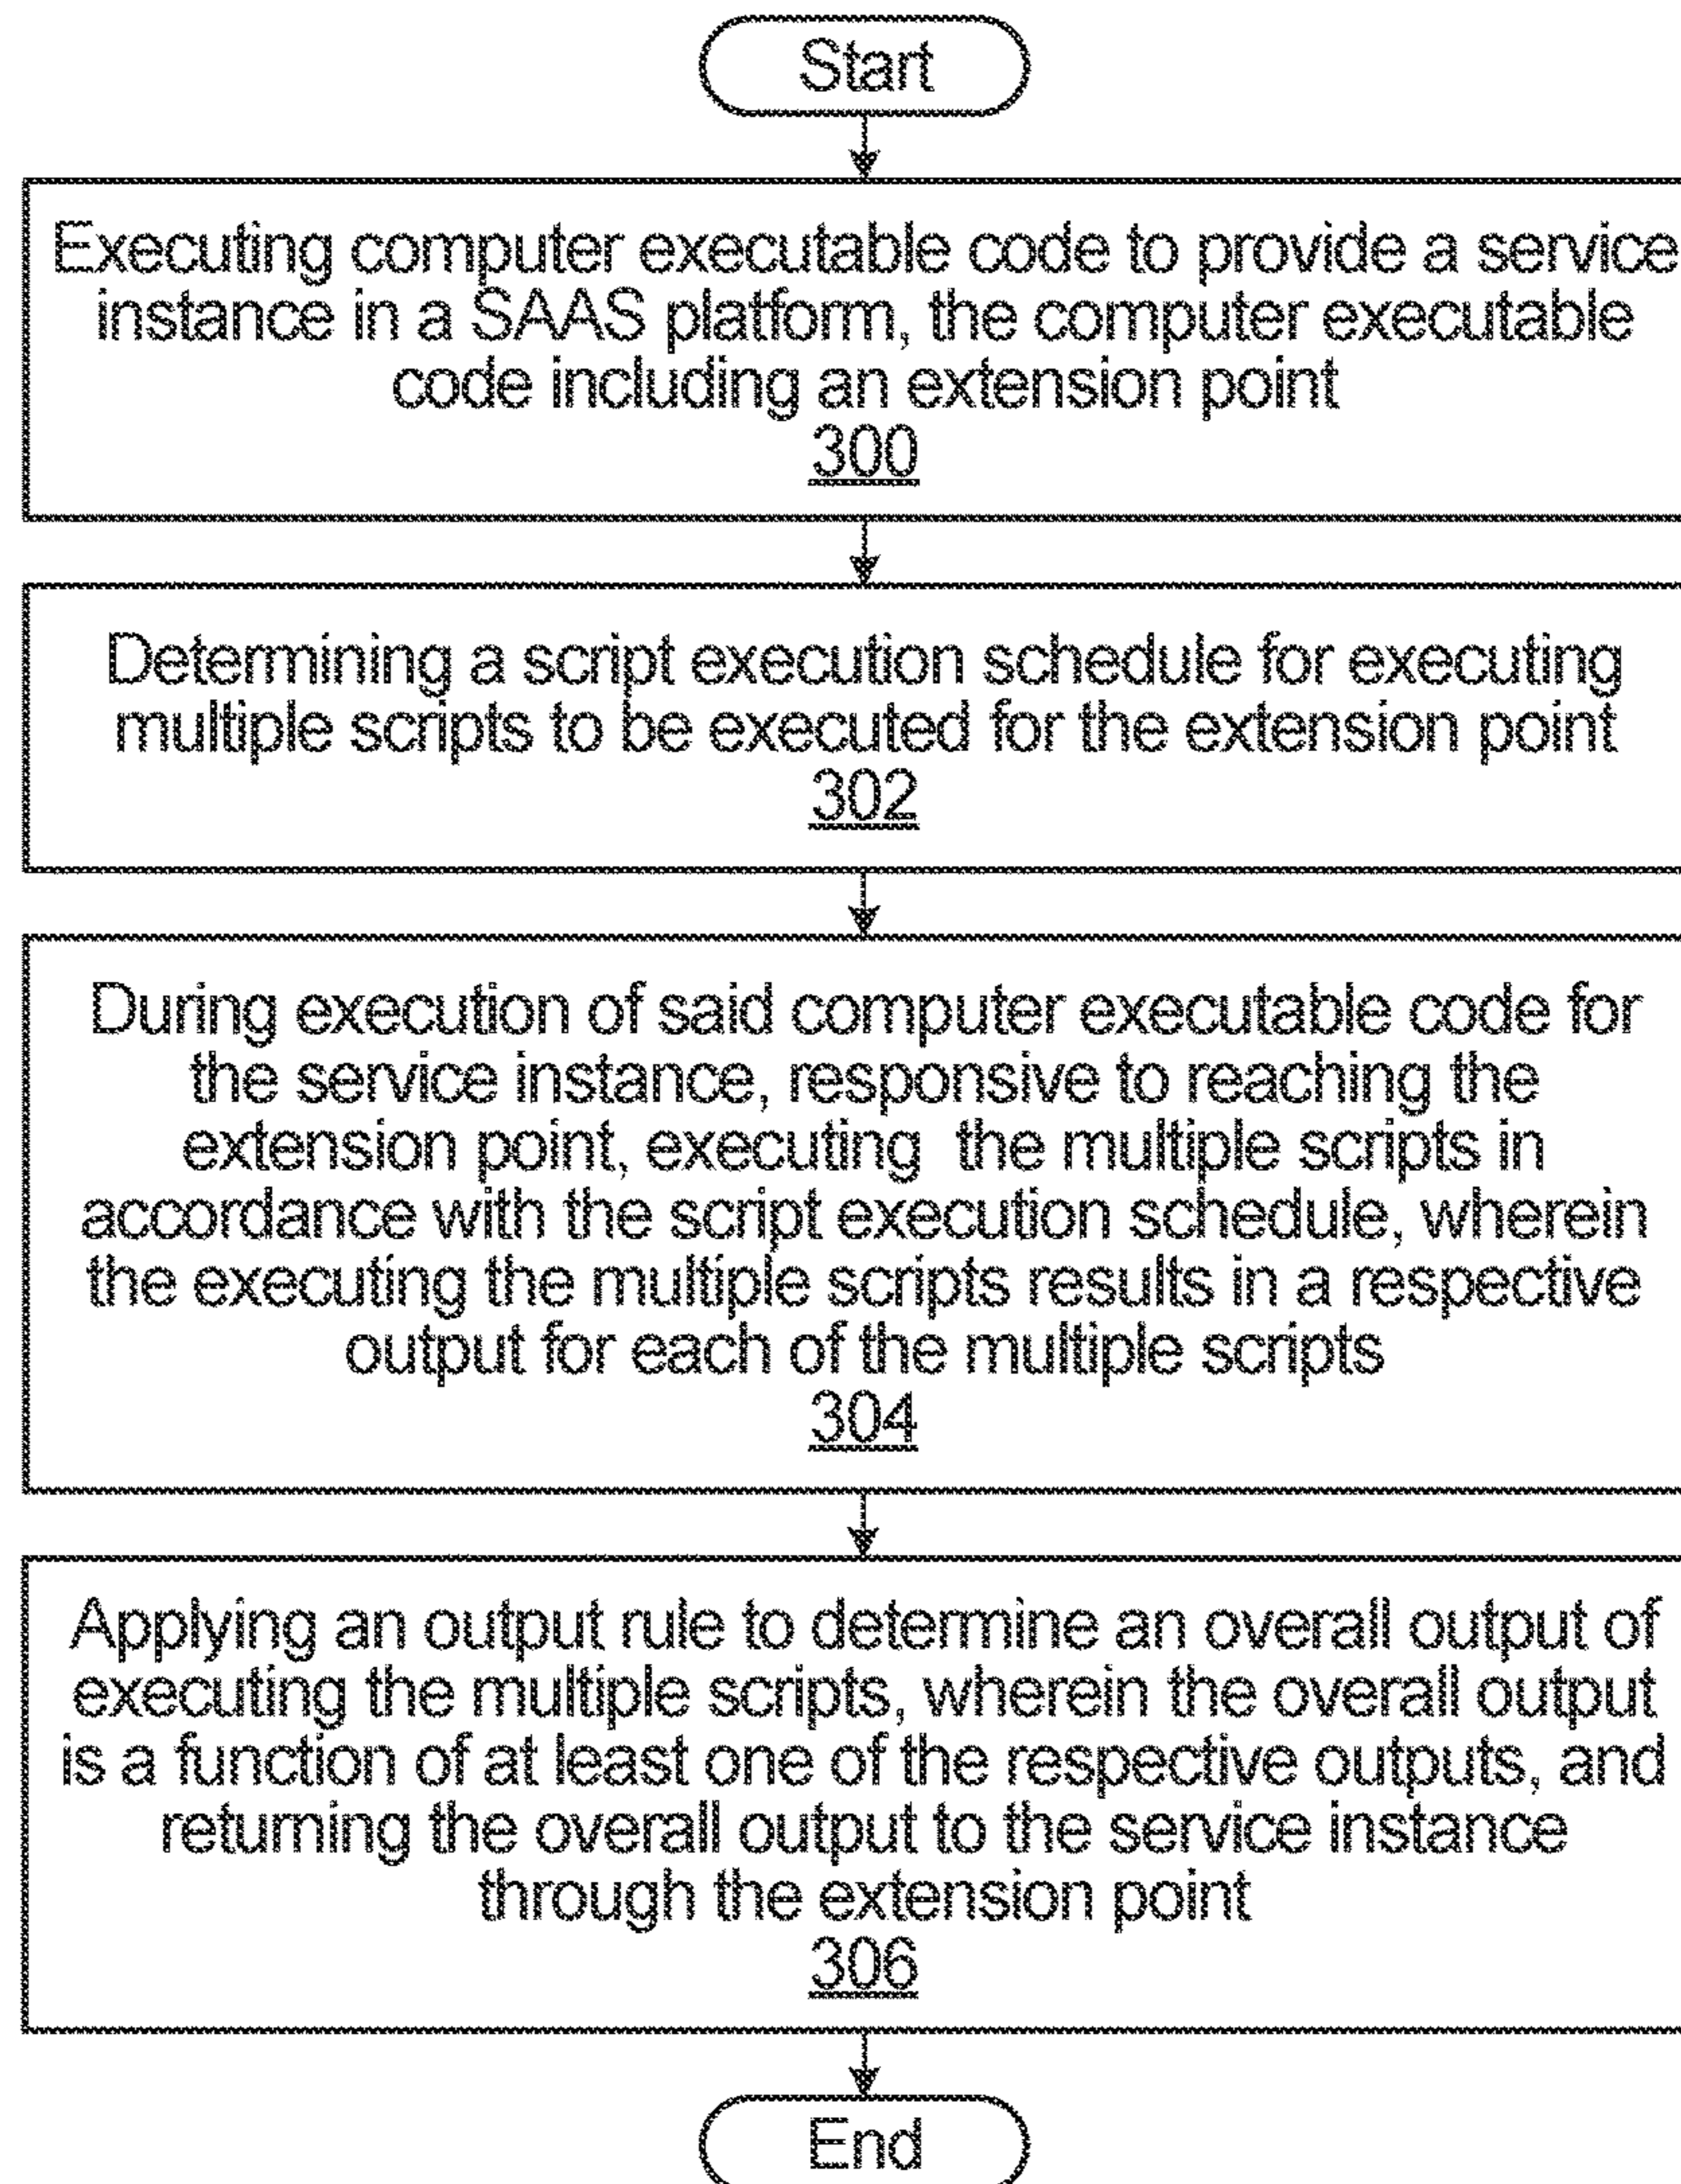 Start
Executing computer executable code to provide a service
instance in a SAAS platform, the computer executable
code including an extension point
300
Determining a script execution schedule for executing
multiple scripts to be executed for the extension point
302
During execution of said computer executable code for
the service instance, responsive to reaching the
extension point, executing the multiple scripts in
accordance with the script execution schedule, wherein
the executing the multiple scripts results in a respective
output for each of the multiple scripts
304
Applying an output rule to determine an overall output of
executing the multiple scripts, wherein the overall output
is a function of at least one of the respective outputs, and
returning the overall output to the service instance
through the extension point
306
End